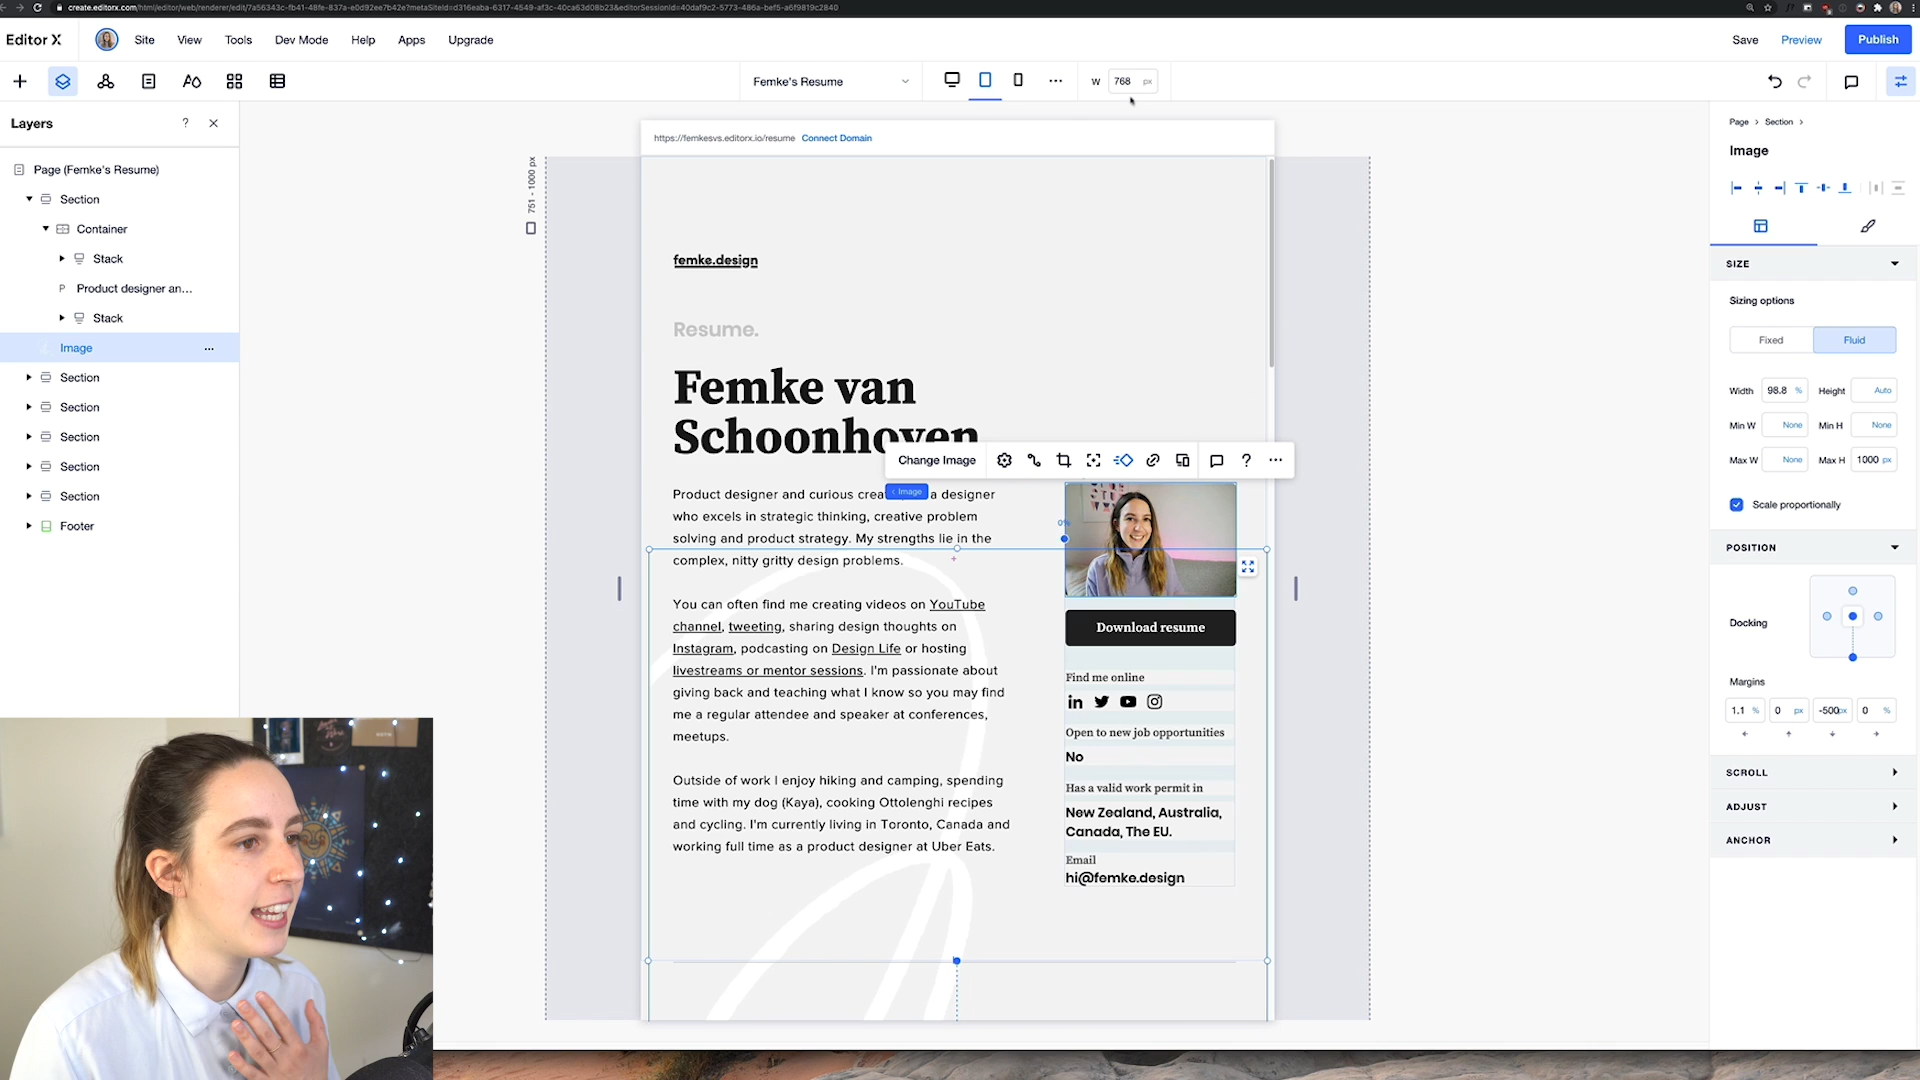 create.editorx.com/html/editor/web/renderer/edit/7a56343c-fb41-48fe-837a-e0d92ee7b42e?metaSiteId=d316eaba-6317-4549-af3c-40ca63d08b23&editorSessionId=40daf9c2-5773-486a-bef5-a6f9819c2840
Editor X
Site View Tools Dev Mode Help Apps Upgrade
Save Preview Publish
Femke's Resume
W 768 px
Layers
?
Page (Femke's Resume)
Section
Container
Stack
Product designer an...
Stack
Image
Section
Section
Section
Section
Section
Footer
https://femkesvs.editorx.io/resume Connect Domain
751 - 1000 px
femke.design
Resume.
Femke van
Schoonhoven
Change Image
?
< Image
0%
Product designer and curious a designer
who excels in strategic thinking, creative problem
solving and product strategy. My strengths lie in the
complex, nitty gritty design problems.
You can often find me creating videos on YouTube
channel, tweeting, sharing design thoughts on
Instagram, podcasting on Design Life or hosting
livestreams or mentor sessions. I'm passionate about
giving back and teaching what I know so you may find
me a regular attendee and speaker at conferences,
meetups.
Outside of work I enjoy hiking and camping, spending
time with my dog (Kaya), cooking Ottolenghi recipes
and cycling. I'm currently living in Toronto, Canada and
working full time as a product designer at Uber Eats.
Download resume
Find me online
in
Open to new job opportunities
No
Has a valid work permit in
New Zealand, Australia,
Canada, The EU.
Email
hi@femke.design
Page > Section >
Image
SIZE
Sizing options
Fixed Fluid
Width 98.8 % Height Auto
Min W None Min H None
Max W None Max H 1000 px
Scale proportionally
POSITION
Docking
Margins
1.1 % 0 px -500px 0 %
SCROLL
ADJUST
ANCHOR